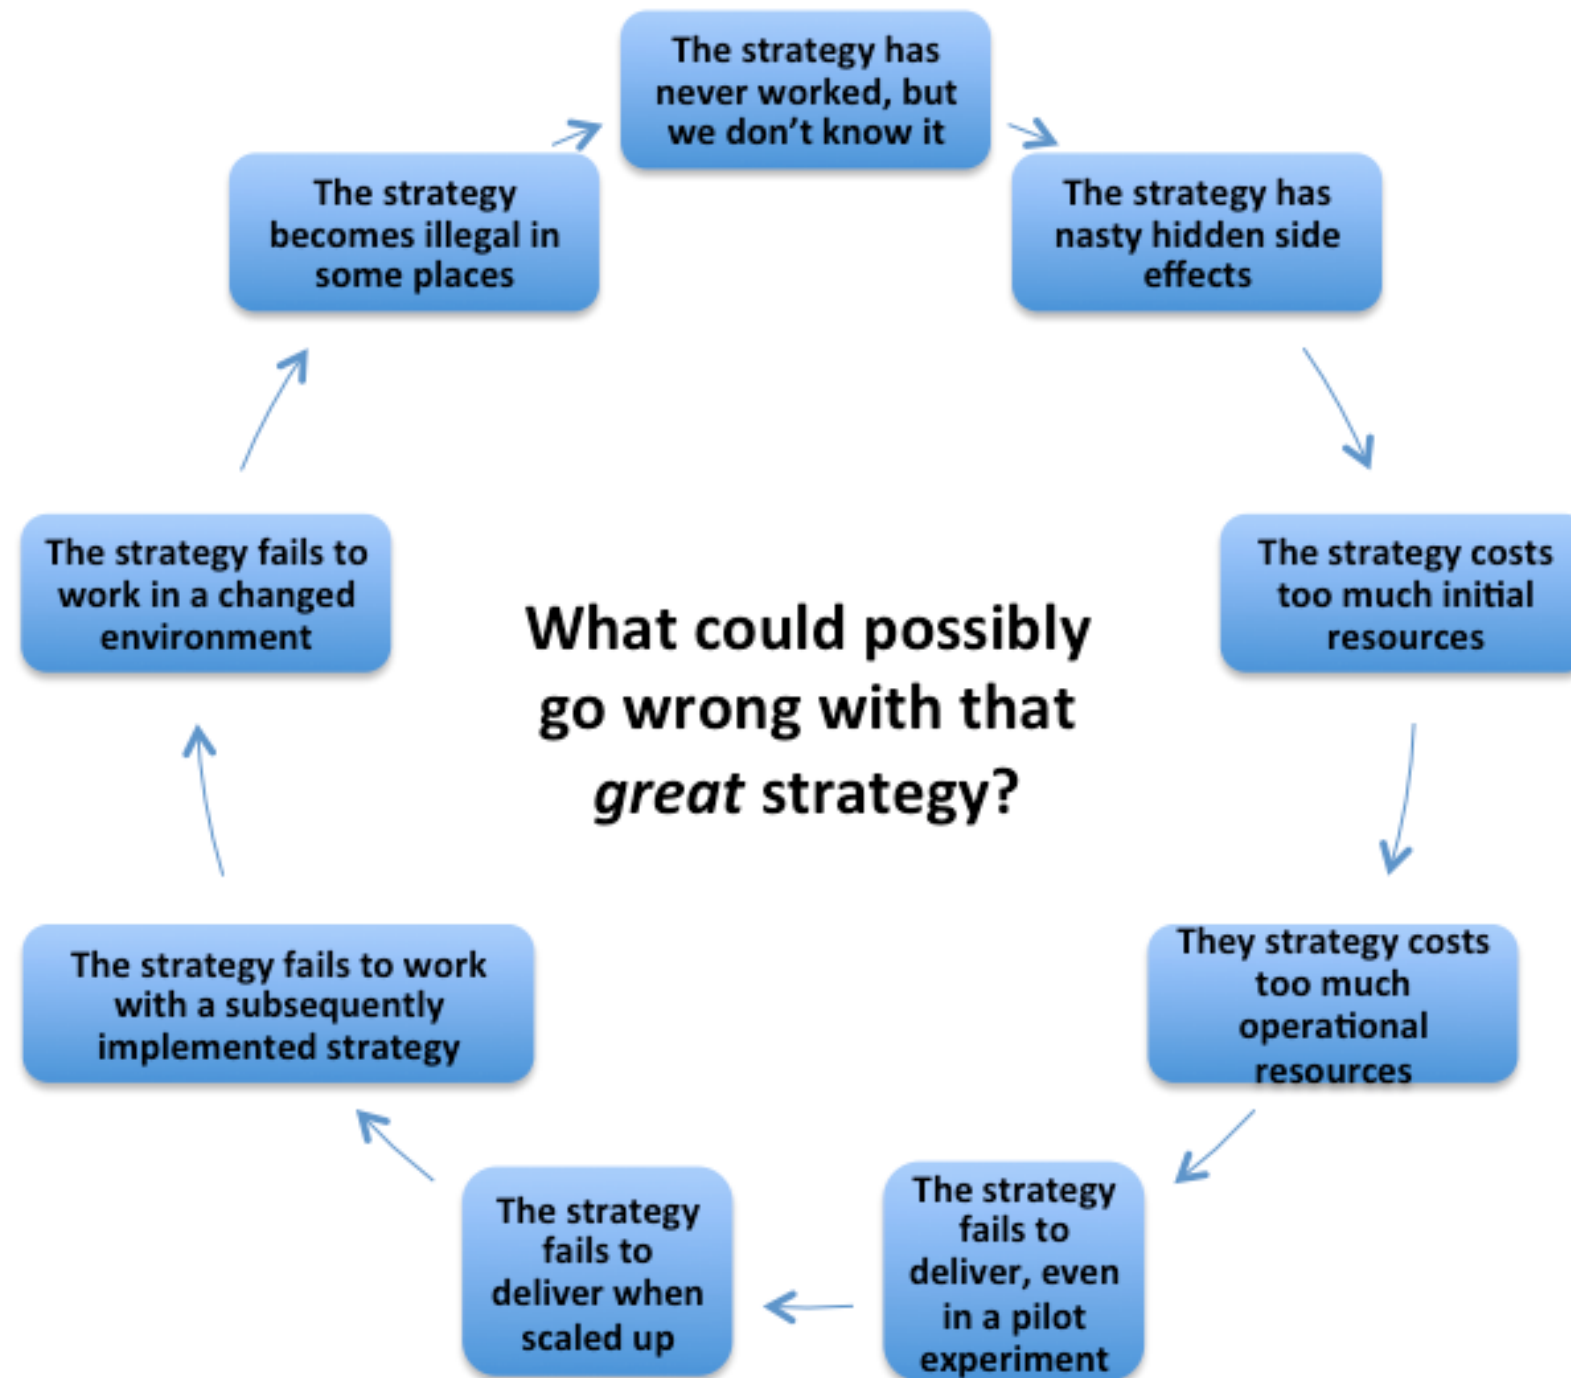 The strategy has
never worked, but
we don't know it
The strategy has
nasty hidden side
effects
The strategy costs
too much initial
resources
They strategy costs
too much
operational
resources
The strategy
fails to
deliver, even
in a pilot
experiment
The strategy
fails to
deliver when
scaled up
The strategy fails to work
with a subsequently
implemented strategy
The strategy fails to
work in a changed
environment
The strategy
becomes illegal in
some places
What could possibly
go wrong with that
great strategy?